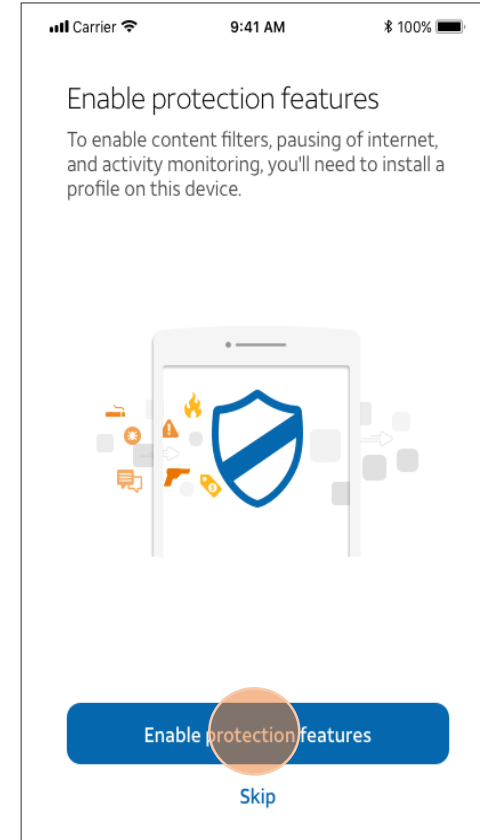 Carrier 9:41 AM 100%
Enable protection features
To enable content filters, pausing of internet,
and activity monitoring, you'll need to install a
profile on this device.
$
Enable protection features
Skip